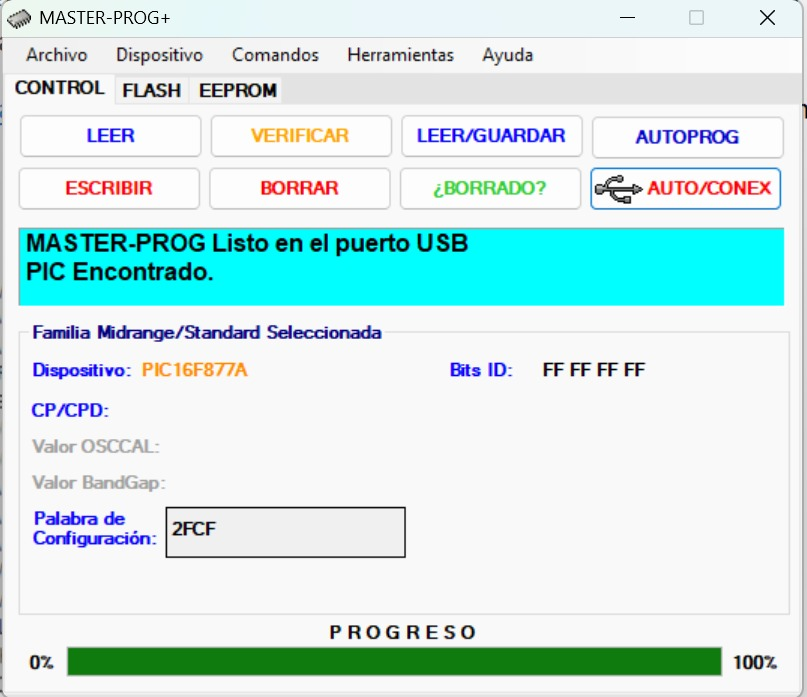 MASTER-PROG+
Archivo Dispositivo Comandos Herramientas Ayuda
CONTROL FLASH EEPROM
LEER VERIFICAR LEER/GUARDAR AUTOPROG
ESCRIBIR BORRAR ¿BORRADO? AUTO/CONEX
MASTER-PROG Listo en el puerto USB
PIC Encontrado.
Familia Midrange/Standard Seleccionada
Dispositivo: PIC16F877A Bits ID: FF FF FF FF
CP/CPD:
Valor OSCCAL:
Valor BandGap:
Palabra de
Configuración: 2FCF
PROGRESO
0% 100%